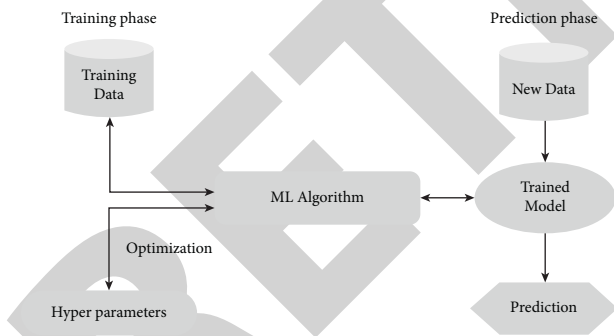 Training phase
Prediction phase
Training
Data
New Data
ML Algorithm
Trained
Model
Optimization
Hyper parameters
Prediction